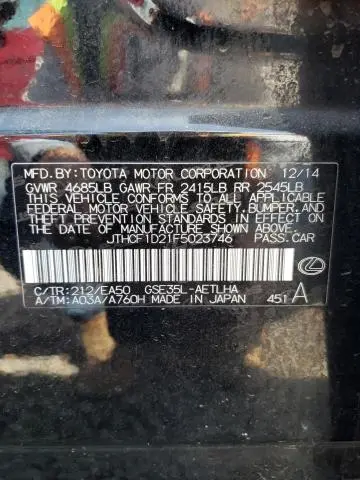 MFD. BY: TOYOTA MOTOR CORPORATION 12/14
GVWR 4685LB GAWR FR 2415LB RR 2545LB
THIS VEHICLE CONFORMS TO ALL APPLICABLE
FEDERAL MOTOR VEHICLE SAFETY, BUMPER, AND
THEFT PREVENTION STANDARDS IN EFFECT ON
THE DATE OF MANUFACTURE SHOWN ABOVE.
JTHCF1D21F5023746 PASS. CAR
C/TR: 212/EA50 GSE35L-AETLHA
A/TM: A03A/A760H MADE IN JAPAN 451 A